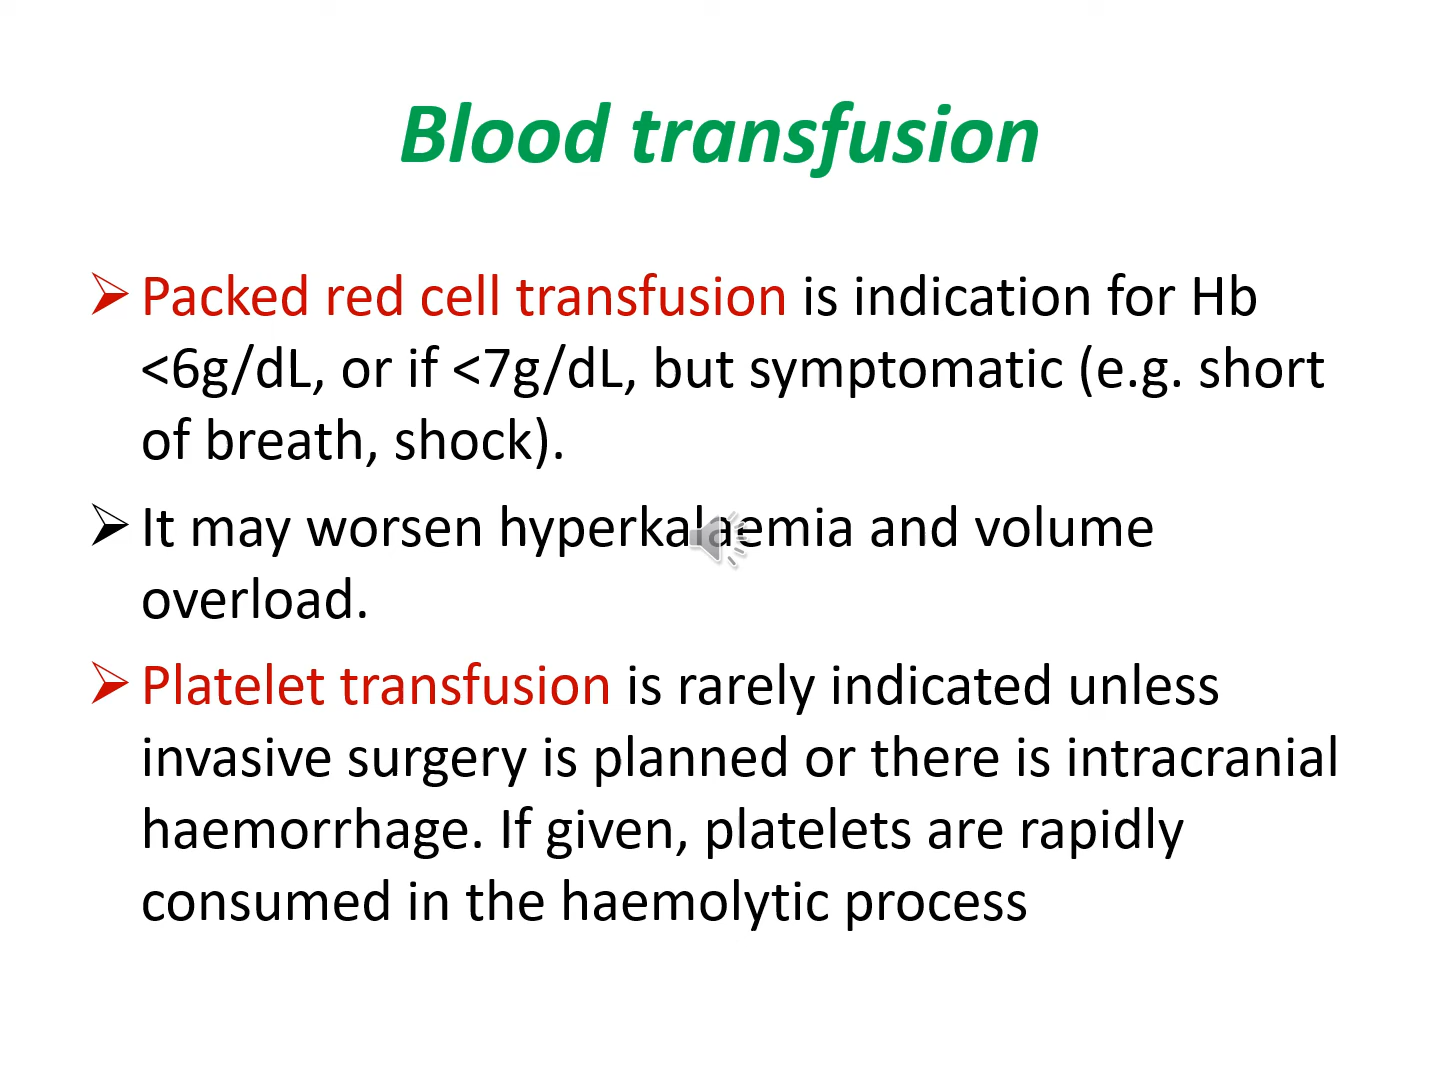 Blood transfusion
Packed red cell transfusion is indication for Hb
<6g/dL, or if <7g/dL, but symptomatic (e.g. short
of breath, shock).
It may worsen hyperkalaemia and volume
overload.
Platelet transfusion is rarely indicated unless
invasive surgery is planned or there is intracranial
haemorrhage. If given, platelets are rapidly
consumed in the haemolytic process